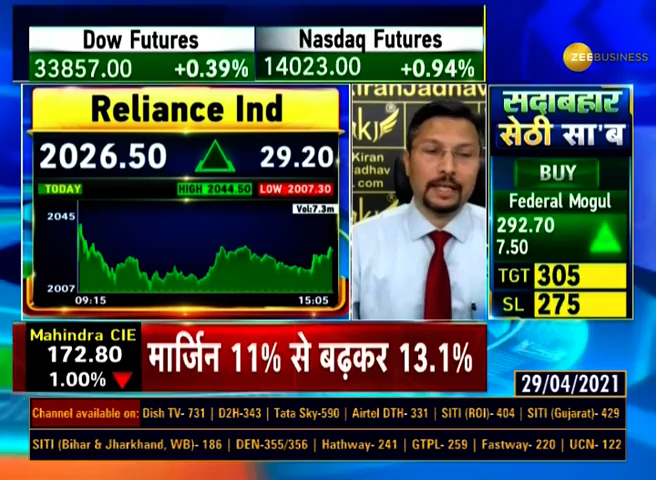 Dow Futures
33857.00 +0.39%
Nasdaq Futures
14023.00 +0.94%
ZEE BUSINESS
Reliance Ind
2026.50 29.20
TODAY HIGH 2044.50 LOW 2007.30
Vol:7.3m
2045
2007
09:15 15:05
KiranJadhav
kj
Kiran
Jadhav
.com
सदाबहार
सेठी सा'ब
BUY
Federal Mogul
292.70
7.50
TGT 305
SL 275
Mahindra CIE
172.80
1.00%
मार्जिन 11% से बढ़कर 13.1%
29/04/2021
Channel available on: Dish TV- 731 | D2H-343 | Tata Sky-590 | Airtel DTH- 331 | SITI (ROI)- 404 | SITI (Gujarat)- 429
SITI (Bihar & Jharkhand, WB)- 186 | DEN-355/356 | Hathway- 241 | GTPL- 259 | Fastway- 220 | UCN- 122